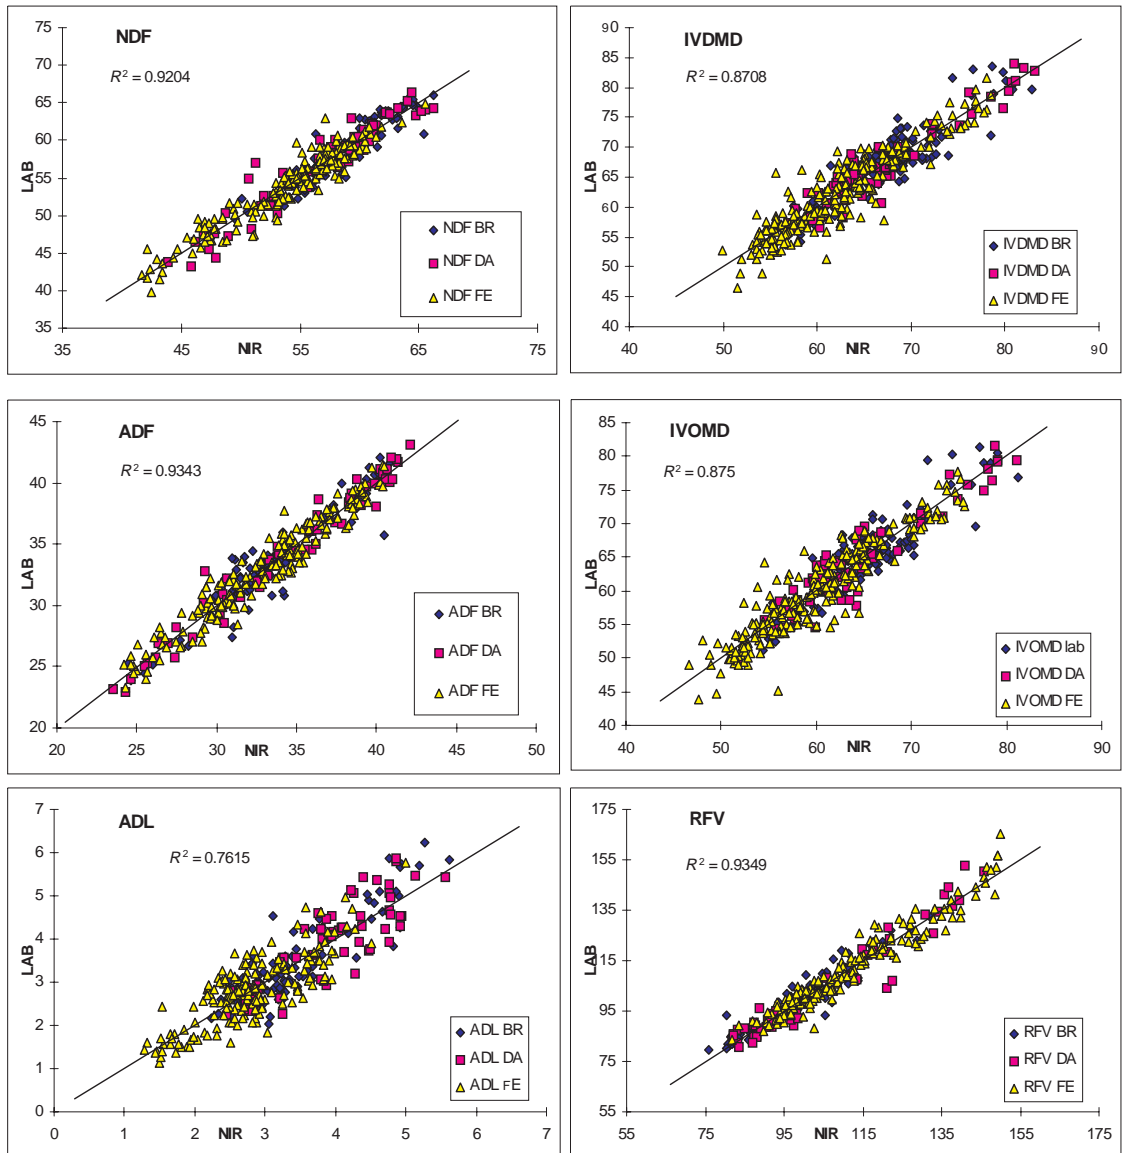 NDF
R² = 0.9204
75
70
65
60
55
50
45
40
35
LAB
35
45
55
65
75
NIR
NDF BR
NDF DA
NDF FE
IVDMD
R² = 0.8708
90
85
80
75
70
65
60
55
50
45
40
LAB
40
50
60
70
80
90
NIR
IVDMD BR
IVDMD DA
IVDMD FE
ADF
R² = 0.9343
45
40
35
30
25
20
LAB
20
25
30
35
40
45
50
NIR
ADF BR
ADF DA
ADF FE
IVOMD
R² = 0.875
85
80
75
70
65
60
55
50
45
40
LAB
40
50
60
70
80
90
NIR
IVOMD lab
IVOMD DA
IVOMD FE
ADL
R² = 0.7615
7
6
5
4
3
2
1
0
LAB
0
1
2
3
4
5
6
7
NIR
ADL BR
ADL DA
ADL FE
RFV
R² = 0.9349
175
155
135
115
95
75
55
LAB
55
75
95
115
135
155
175
NIR
RFV BR
RFV DA
RFV FE